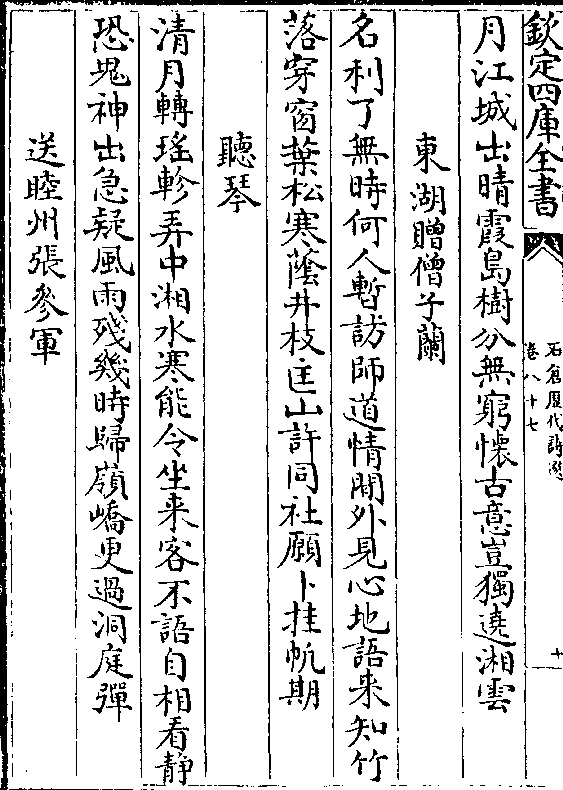 欽定四庫全書
石倉歷代詩選
卷八十七
十
月江城出晴霞島樹分無窮懷古意豈獨遶湘雲
東湖贈僧子蘭
名利了無時何人暫訪師道情閒外見心地語來知竹
落穿窗葉松寒蔭井枝匡山許同社願卜挂帆期
聽琴
清月轉瑤軫弄中湘水寒能令坐来客不語自相看静
恐鬼神出急疑風雨殘幾時歸嶺嶠更過洞庭彈
送睦州張參軍